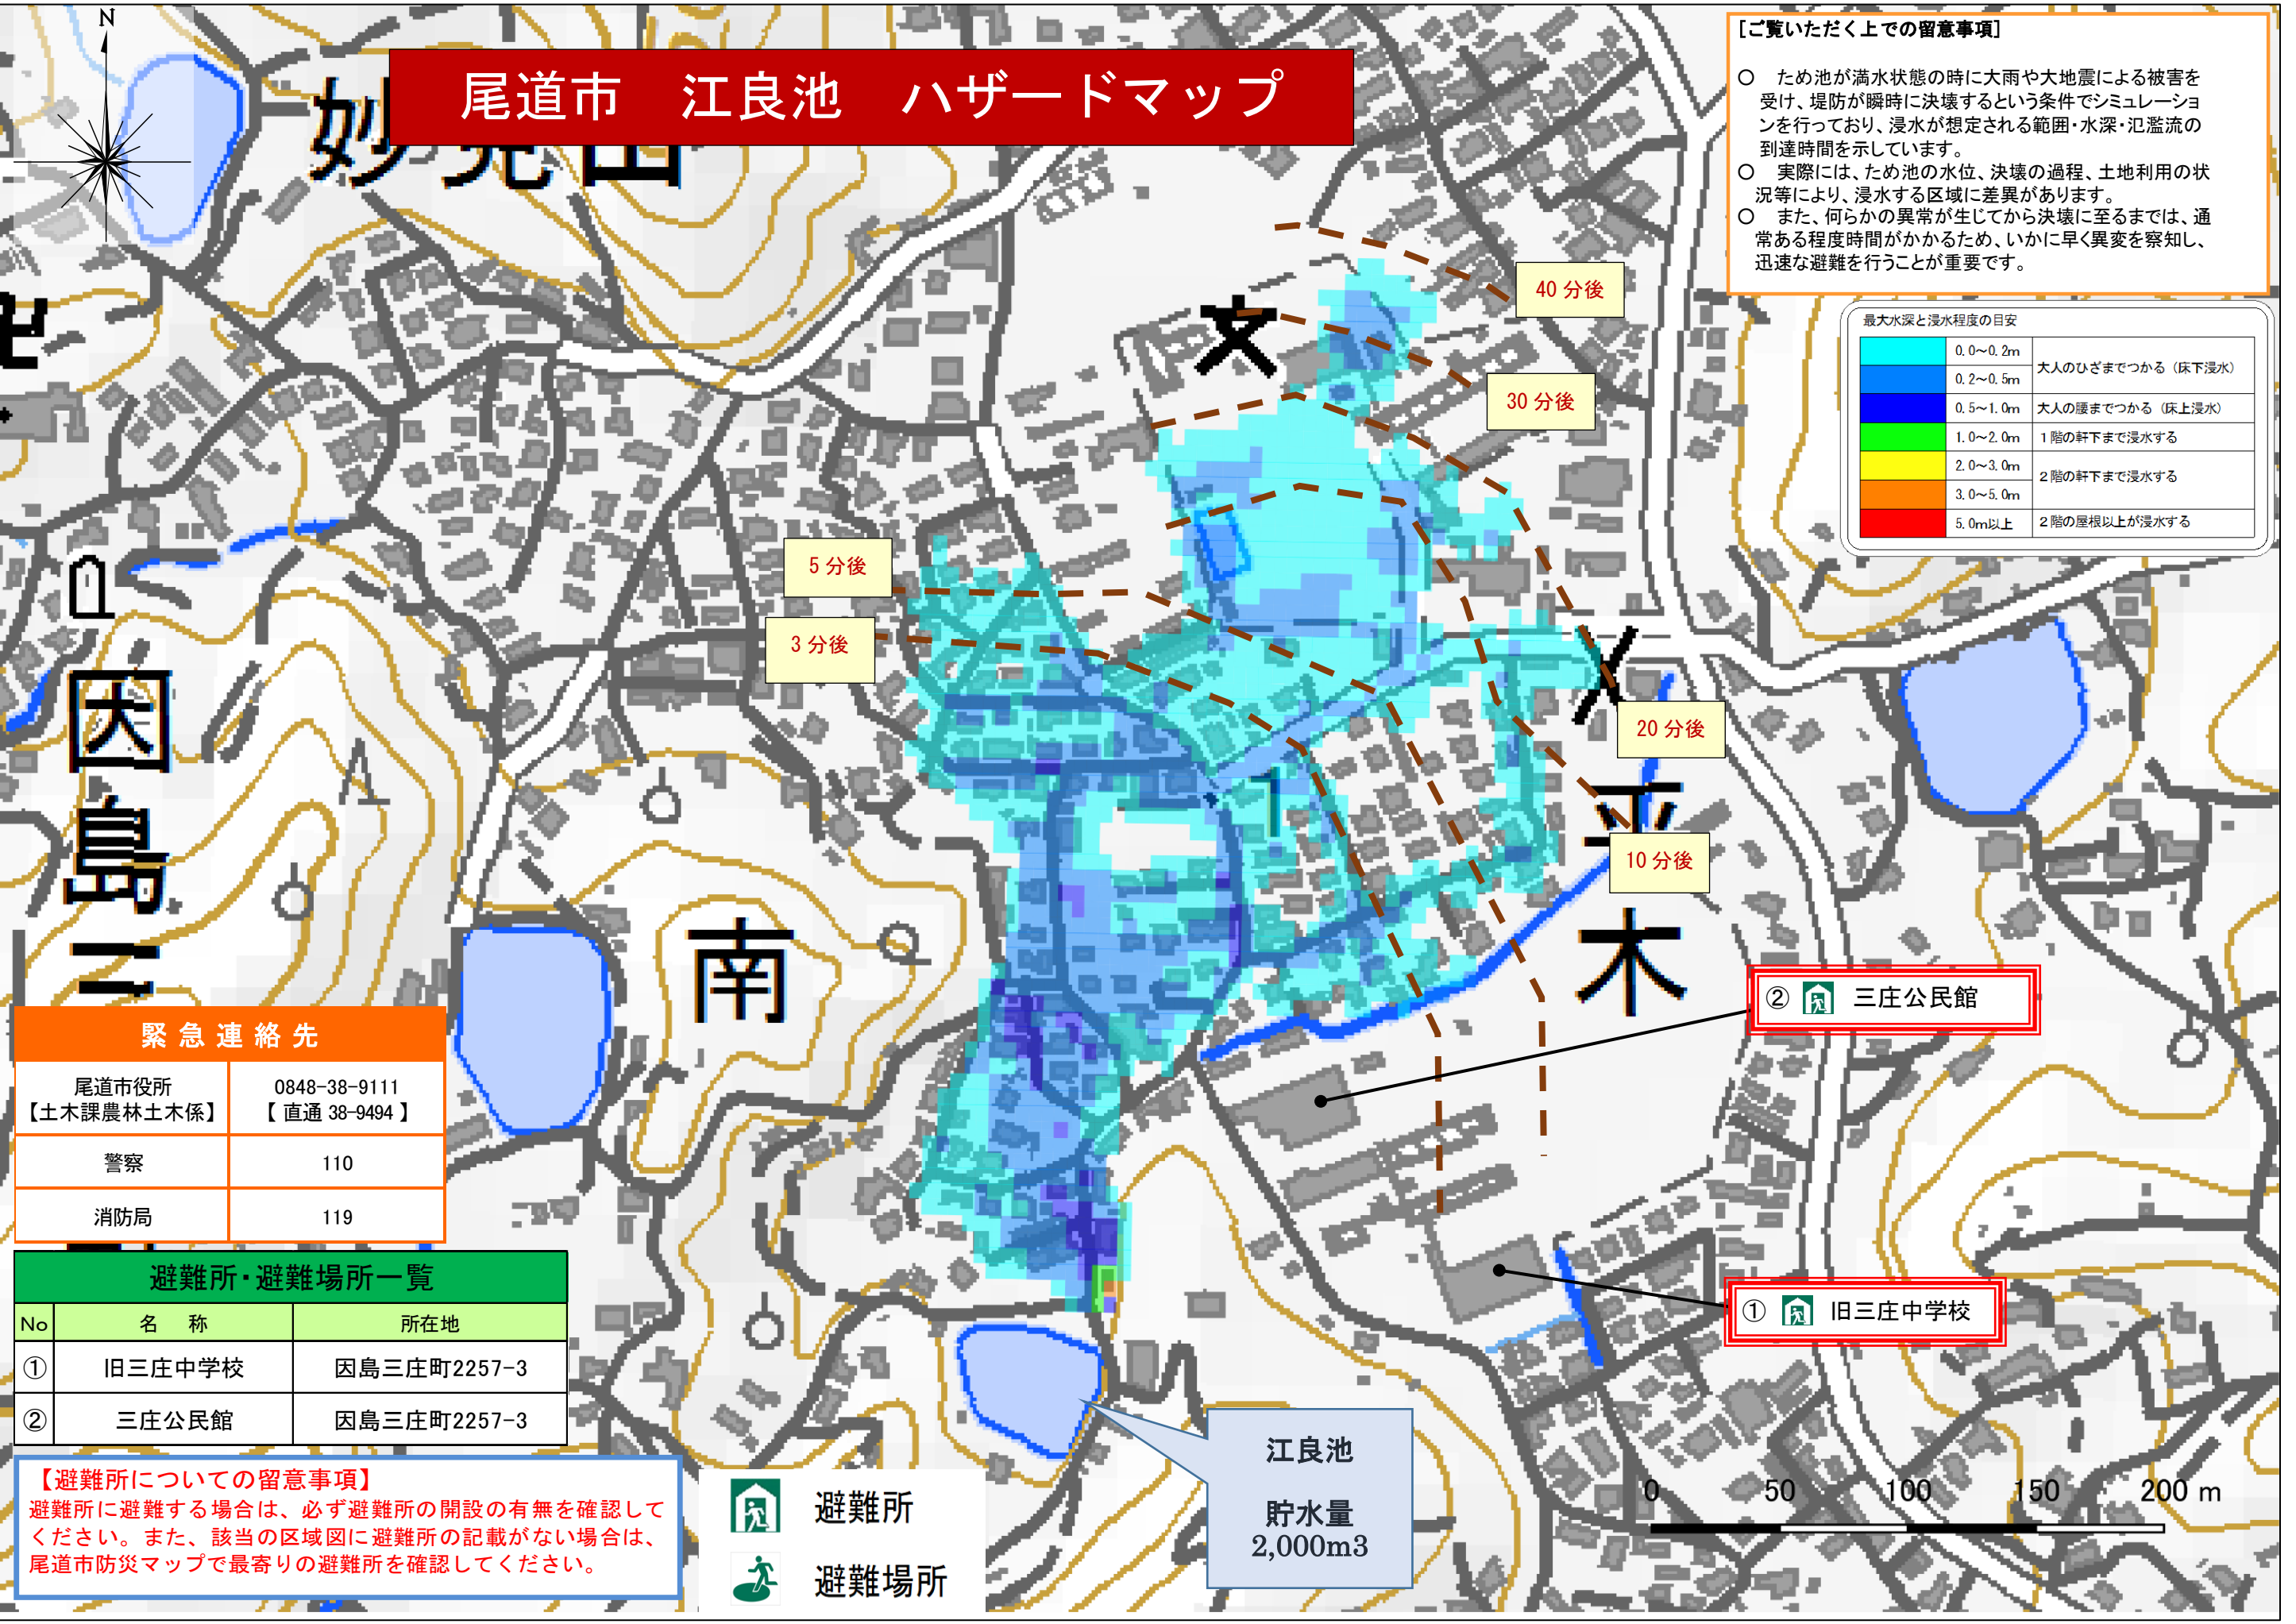 N
尾道市　江良池　ハザードマップ
妙見山
[ご覧いただく上での留意事項]
○　ため池が満水状態の時に大雨や大地震による被害を
受け、堤防が瞬時に決壊するという条件でシミュレーショ
ンを行っており、浸水が想定される範囲・水深・氾濫流の
到達時間を示しています。
○　実際には、ため池の水位、決壊の過程、土地利用の状
況等により、浸水する区域に差異があります。
○　また、何らかの異常が生じてから決壊に至るまでは、通
常ある程度時間がかかるため、いかに早く異変を察知し、
迅速な避難を行うことが重要です。
最大水深と浸水程度の目安
0.0～0.2m
大人のひざまでつかる（床下浸水）
0.2～0.5m
0.5～1.0m　大人の腰までつかる（床上浸水）
1.0～2.0m　1階の軒下まで浸水する
2.0～3.0m
2階の軒下まで浸水する
3.0～5.0m
5.0m以上　2階の屋根以上が浸水する
40分後
30分後
5分後
3分後
20分後
10分後
因島三
南
平木
② 三庄公民館
① 旧三庄中学校
緊急連絡先
尾道市役所
【土木課農林土木係】
0848-38-9111
【直通 38-9494】
警察　110
消防局　119
避難所・避難場所一覧
No　名　称　所在地
①　旧三庄中学校　因島三庄町2257-3
②　三庄公民館　因島三庄町2257-3
【避難所についての留意事項】
避難所に避難する場合は、必ず避難所の開設の有無を確認して
ください。また、該当の区域図に避難所の記載がない場合は、
尾道市防災マップで最寄りの避難所を確認してください。
避難所
避難場所
江良池
貯水量
2,000m3
0　50　100　150　200 m